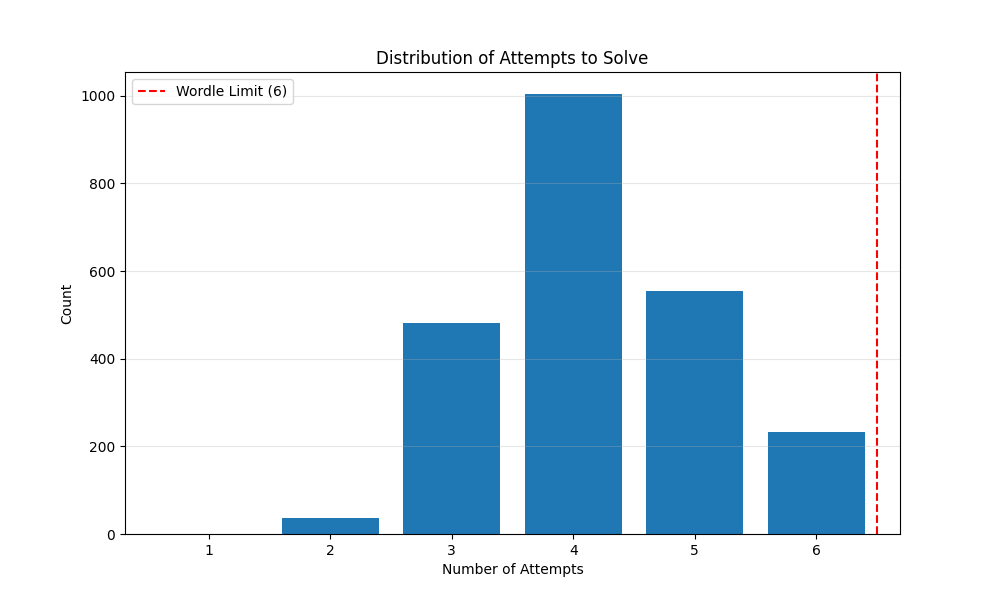 Distribution of Attempts to Solve
Wordle Limit (6)
1000
800
600
400
200
0
Count
1 2 3 4 5 6
Number of Attempts